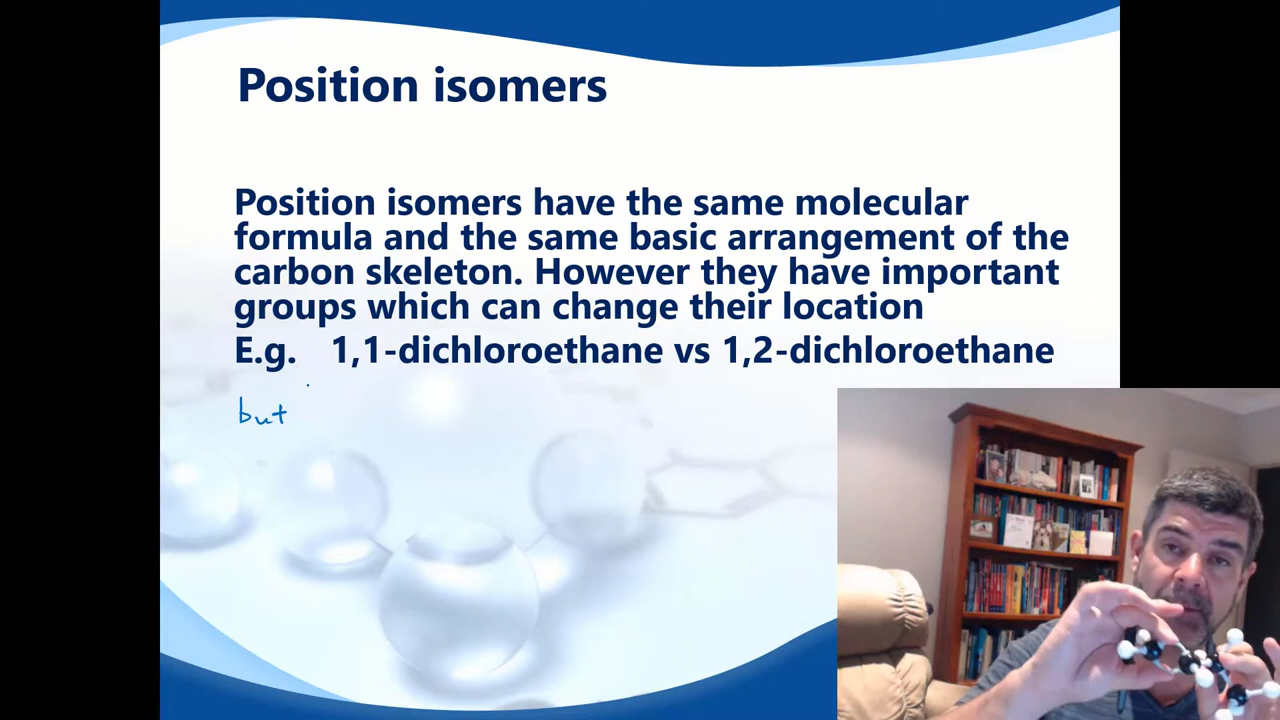 Position isomers
Position isomers have the same molecular
formula and the same basic arrangement of the
carbon skeleton. However they have important
groups which can change their location
E.g. 1,1-dichloroethane vs 1,2-dichloroethane
but